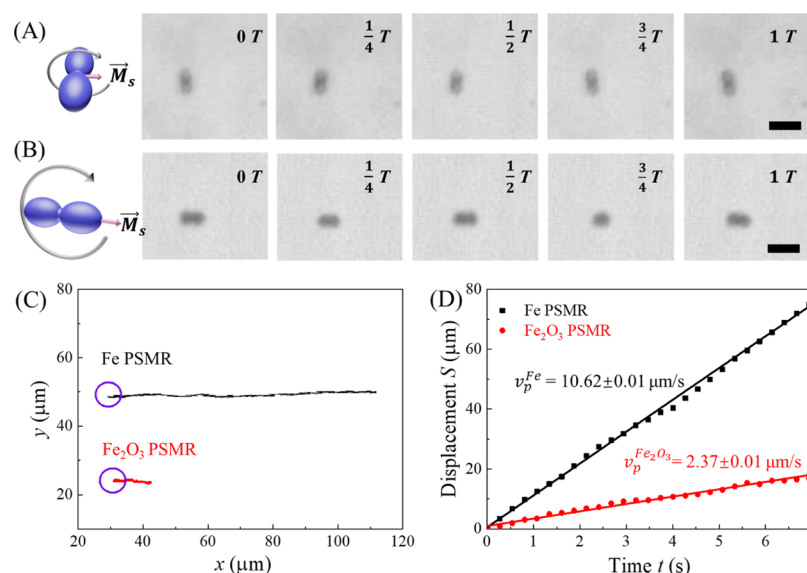 (A)
M_s
0 T
1/4 T
1/2 T
3/4 T
1 T
(B)
M_s
0 T
1/4 T
1/2 T
3/4 T
1 T
(C)
80
60
40
20
20 40 60 80 100 120
y (μm)
x (μm)
Fe PSMR
Fe₂O₃ PSMR
(D)
80
60
40
20
0
0 1 2 3 4 5 6
Displacement S (μm)
Time t (s)
Fe PSMR
Fe₂O₃ PSMR
v_p^Fe = 10.62±0.01 μm/s
v_p^Fe₂O₃ = 2.37±0.01 μm/s